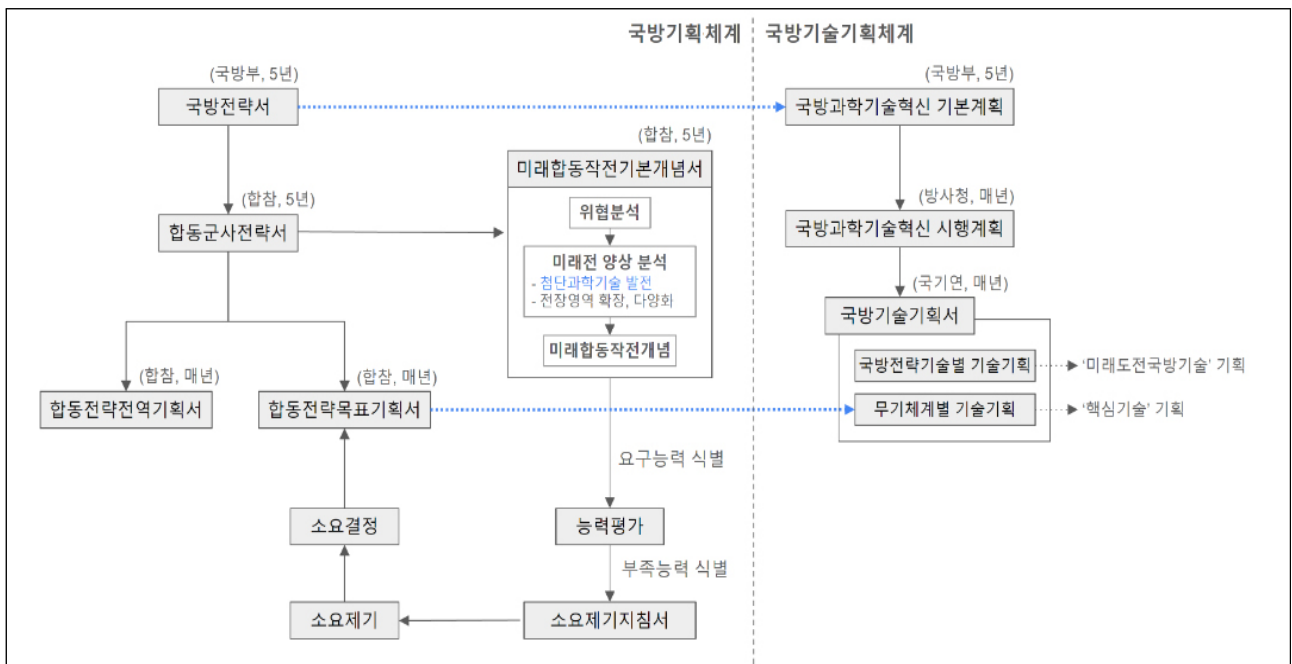 국방기획체계
국방기술기획체계
(국방부, 5년)
국방전략서
(국방부, 5년)
국방과학기술혁신 기본계획
(합참, 5년)
미래합동작전기본개념서
위협분석
미래전 양상 분석
- 첨단과학기술 발전
- 전장영역 확장, 다양화
미래합동작전개념
(합참, 5년)
합동군사전략서
(방사청, 매년)
국방과학기술혁신 시행계획
(국기연, 매년)
국방기술기획서
국방전략기술별 기술기획
'미래도전국방기술' 기획
무기체계별 기술기획
'핵심기술' 기획
(합참, 매년)
합동전략전역기획서
(합참, 매년)
합동전략목표기획서
요구능력 식별
소요결정
능력평가
부족능력 식별
소요제기
소요제기지침서